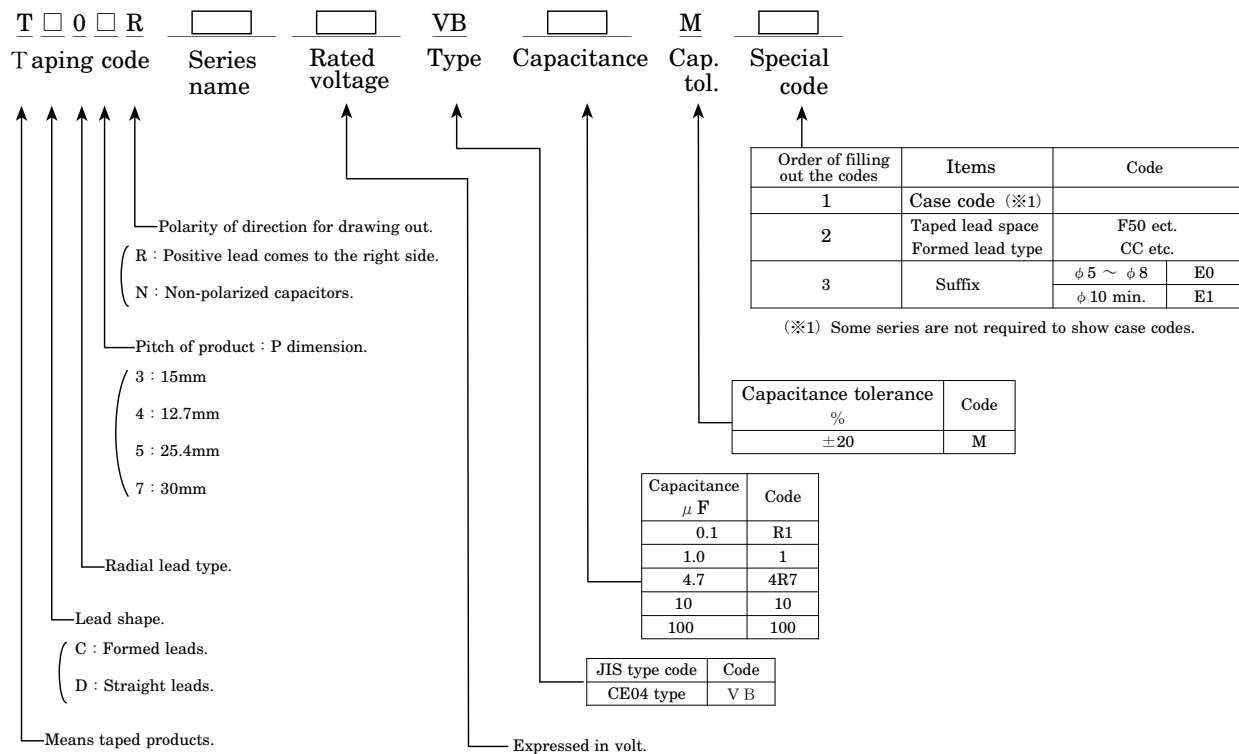 T □ 0 □ R VB M
Taping code Series name Rated voltage Type Capacitance Cap. tol. Special code
Order of filling out the codes Items Code
1 Case code (※1)
2 Taped lead space F50 ect.
Formed lead type CC etc.
3 Suffix φ5 ～ φ8 E0
φ10 min. E1
(※1) Some series are not required to show case codes.
Polarity of direction for drawing out.
R : Positive lead comes to the right side.
N : Non-polarized capacitors.
Pitch of product : P dimension.
3 : 15mm
4 : 12.7mm
5 : 25.4mm
7 : 30mm
Capacitance tolerance % Code
±20 M
Capacitance μF Code
0.1 R1
1.0 1
4.7 4R7
10 10
100 100
Radial lead type.
Lead shape.
C : Formed leads.
D : Straight leads.
JIS type code Code
CE04 type VB
Means taped products.
Expressed in volt.